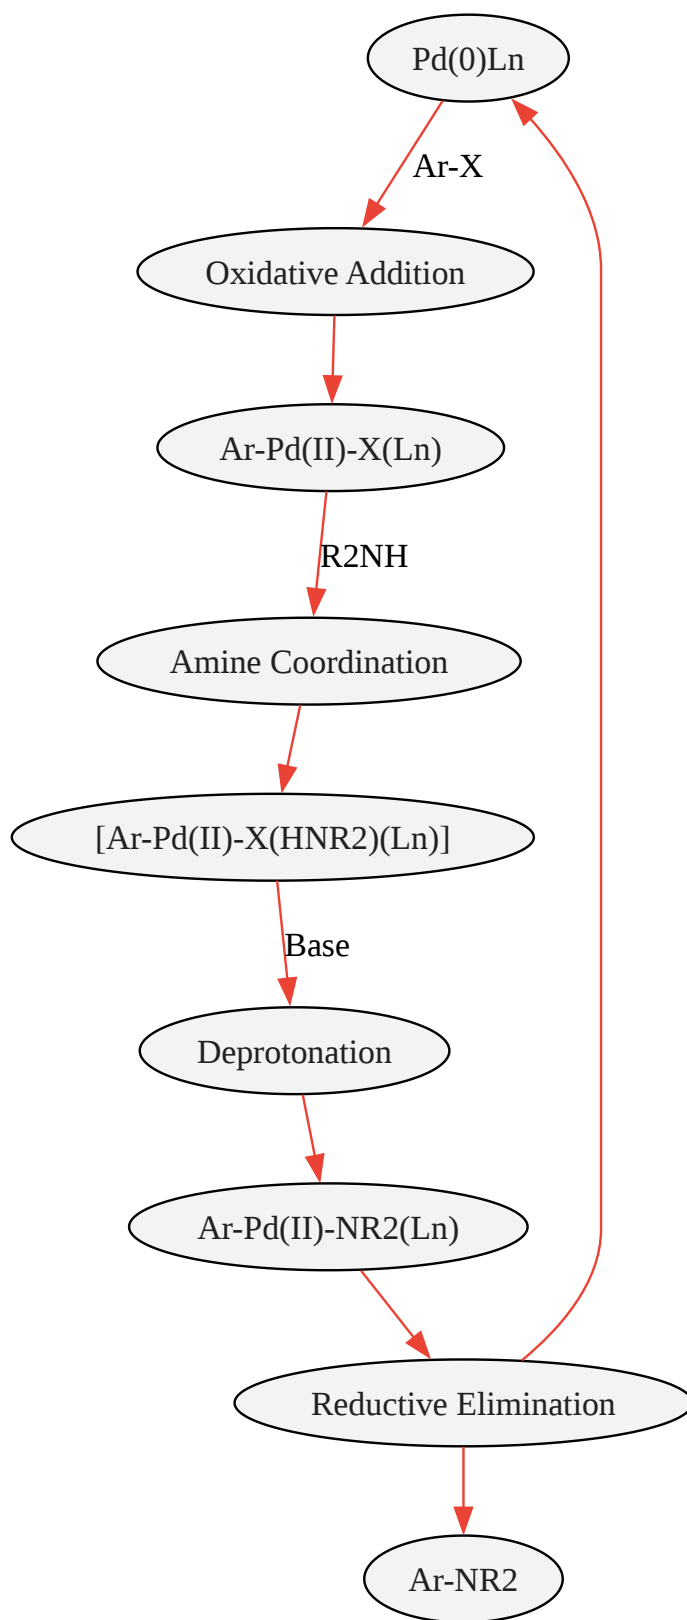 Pd(0)Ln
Ar-X
Oxidative Addition
Ar-Pd(II)-X(Ln)
R2NH
Amine Coordination
[Ar-Pd(II)-X(HNR2)(Ln)]
Base
Deprotonation
Ar-Pd(II)-NR2(Ln)
Reductive Elimination
Ar-NR2